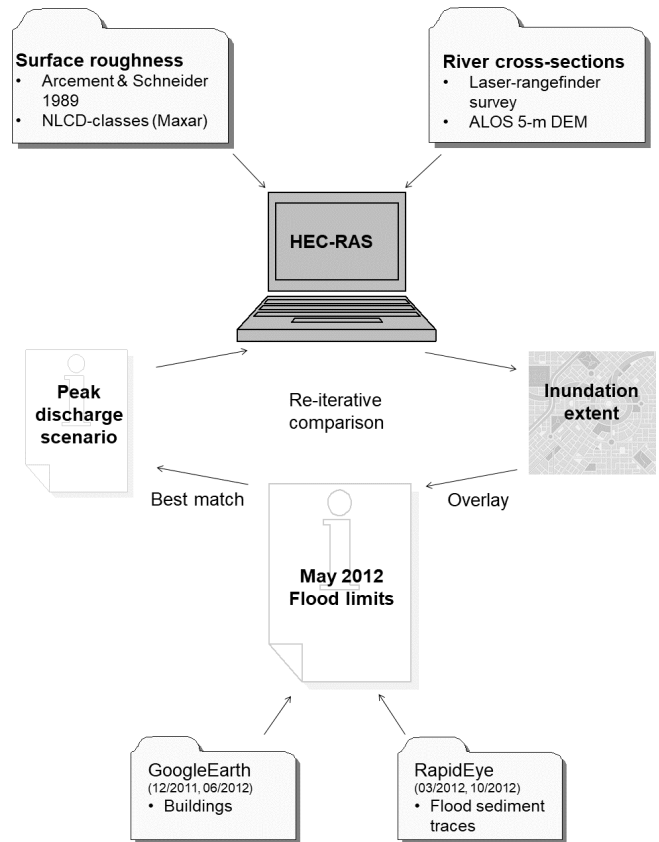 Surface roughness
• Arcement & Schneider
1989
• NLCD-classes (Maxar)
River cross-sections
• Laser-rangefinder
survey
• ALOS 5-m DEM
HEC-RAS
Peak
discharge
scenario
Re-iterative
comparison
Inundation
extent
Best match
Overlay
May 2012
Flood limits
GoogleEarth
(12/2011, 06/2012)
• Buildings
RapidEye
(03/2012, 10/2012)
• Flood sediment
traces